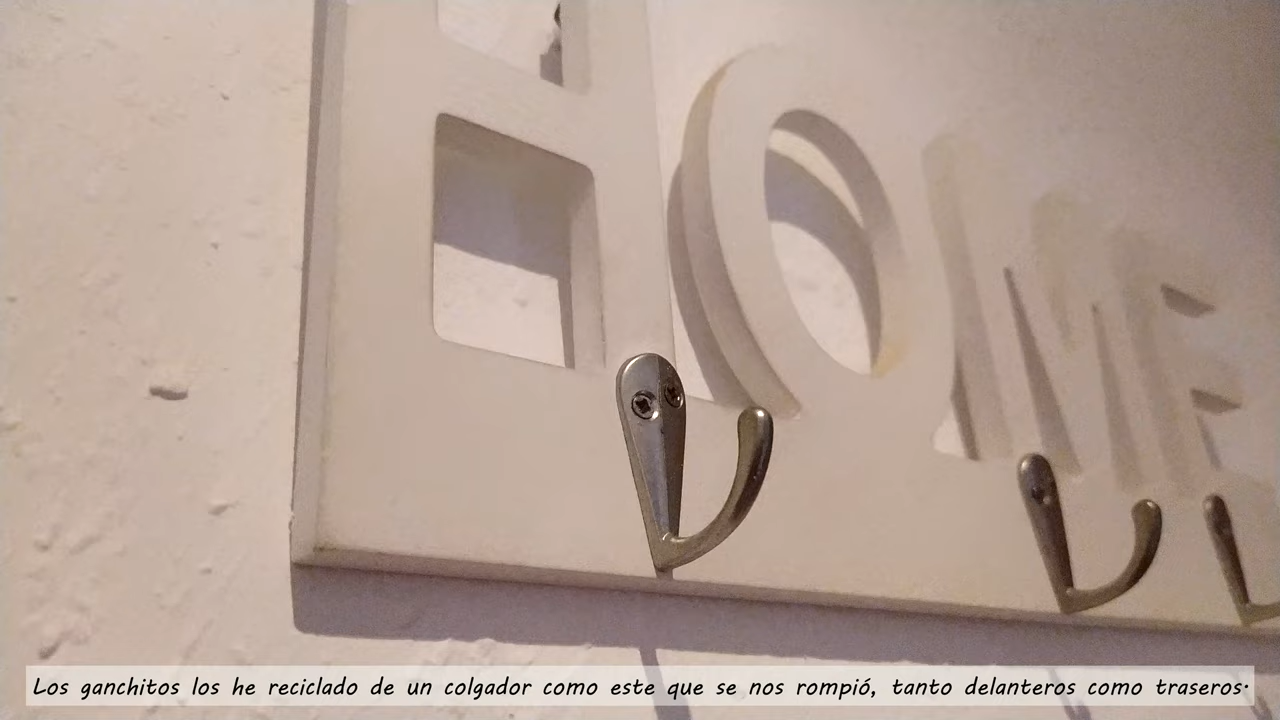 HOME
Los ganchitos los he reciclado de un colgador como este que se nos rompió, tanto delanteros como traseros.